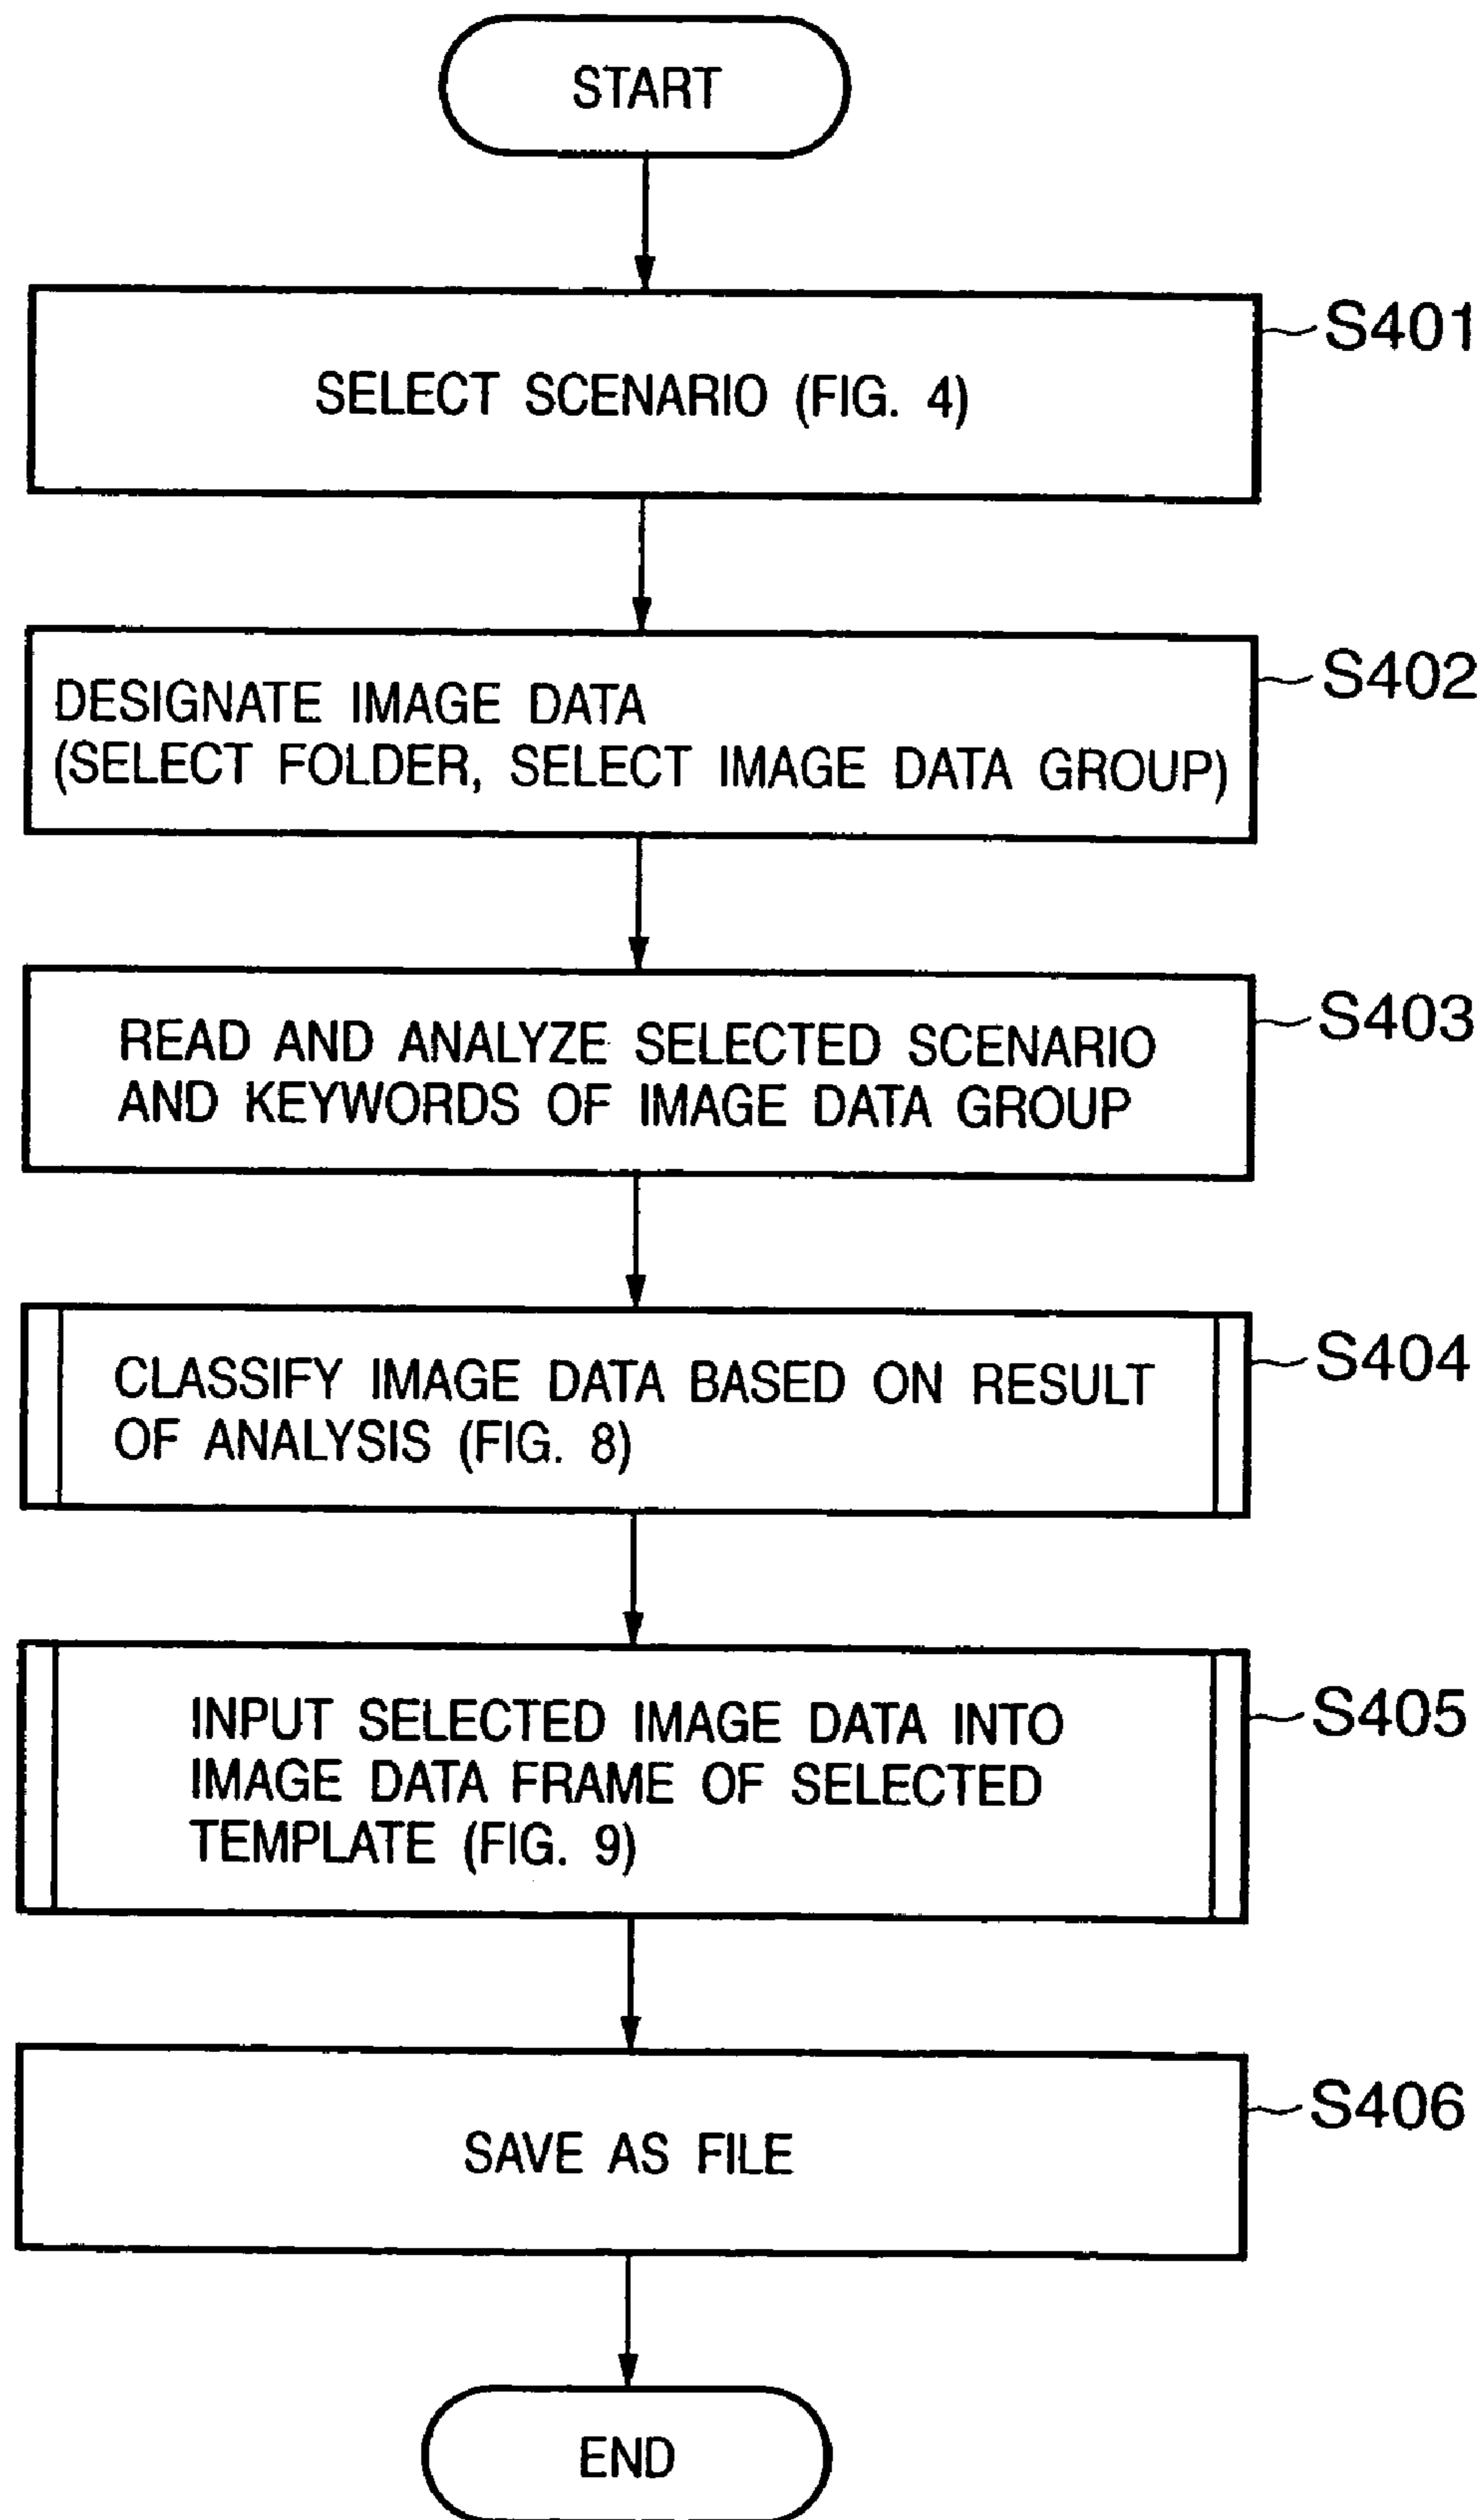 START
SELECT SCENARIO (FIG. 4)
S401
DESIGNATE IMAGE DATA
(SELECT FOLDER, SELECT IMAGE DATA GROUP)
S402
READ AND ANALYZE SELECTED SCENARIO
AND KEYWORDS OF IMAGE DATA GROUP
S403
CLASSIFY IMAGE DATA BASED ON RESULT
OF ANALYSIS (FIG. 8)
S404
INPUT SELECTED IMAGE DATA INTO
IMAGE DATA FRAME OF SELECTED
TEMPLATE (FIG. 9)
S405
SAVE AS FILE
S406
END